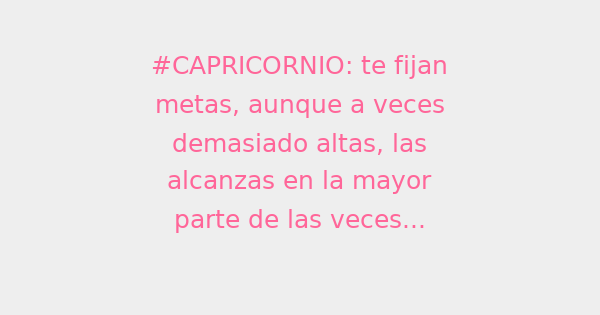 #CAPRICORNIO: te fijan
metas, aunque a veces
demasiado altas, las
alcanzas en la mayor
parte de las veces...